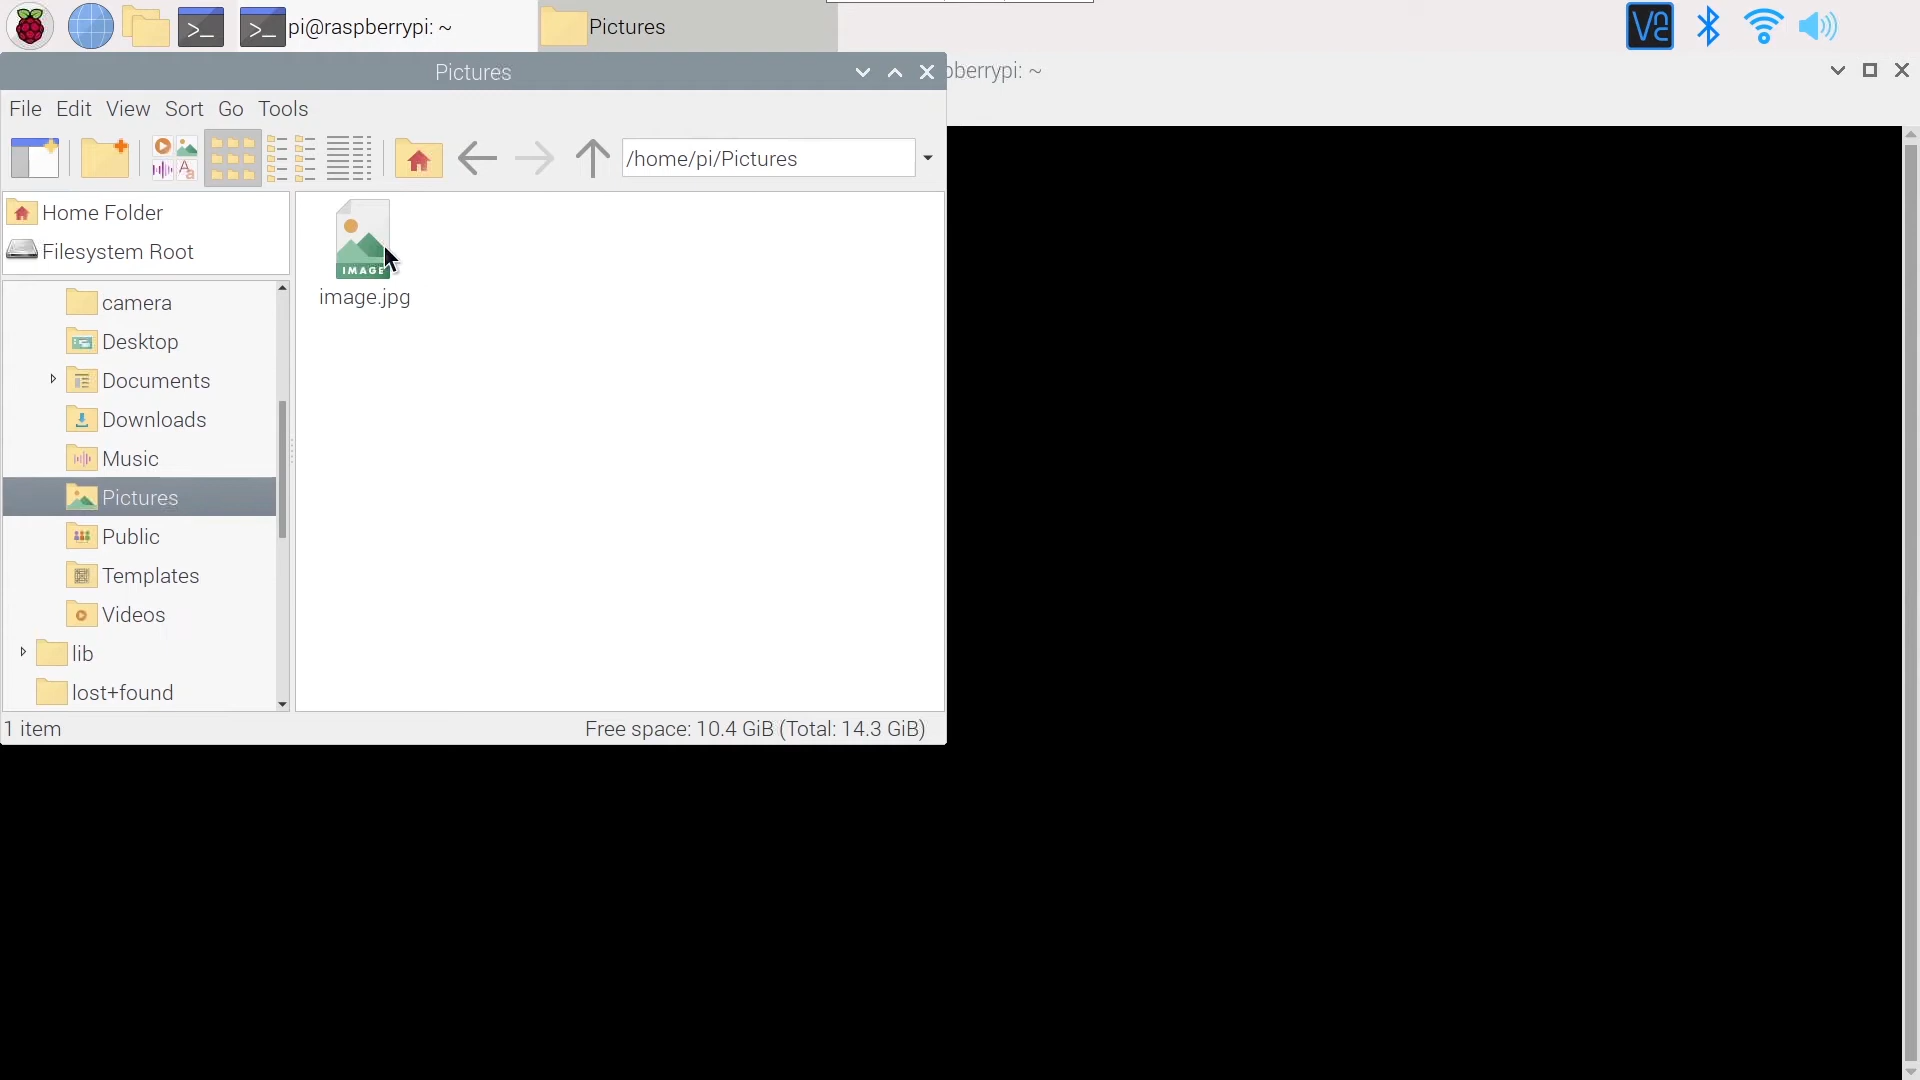 pi@raspberrypi: ~
Pictures
Pictures
pberrypi: ~
File Edit View Sort Go Tools
/home/pi/Pictures
Home Folder
Filesystem Root
IMAGE
image.jpg
camera
Desktop
Documents
Downloads
Music
Pictures
Public
Templates
Videos
lib
lost+found
1 item
Free space: 10.4 GiB (Total: 14.3 GiB)